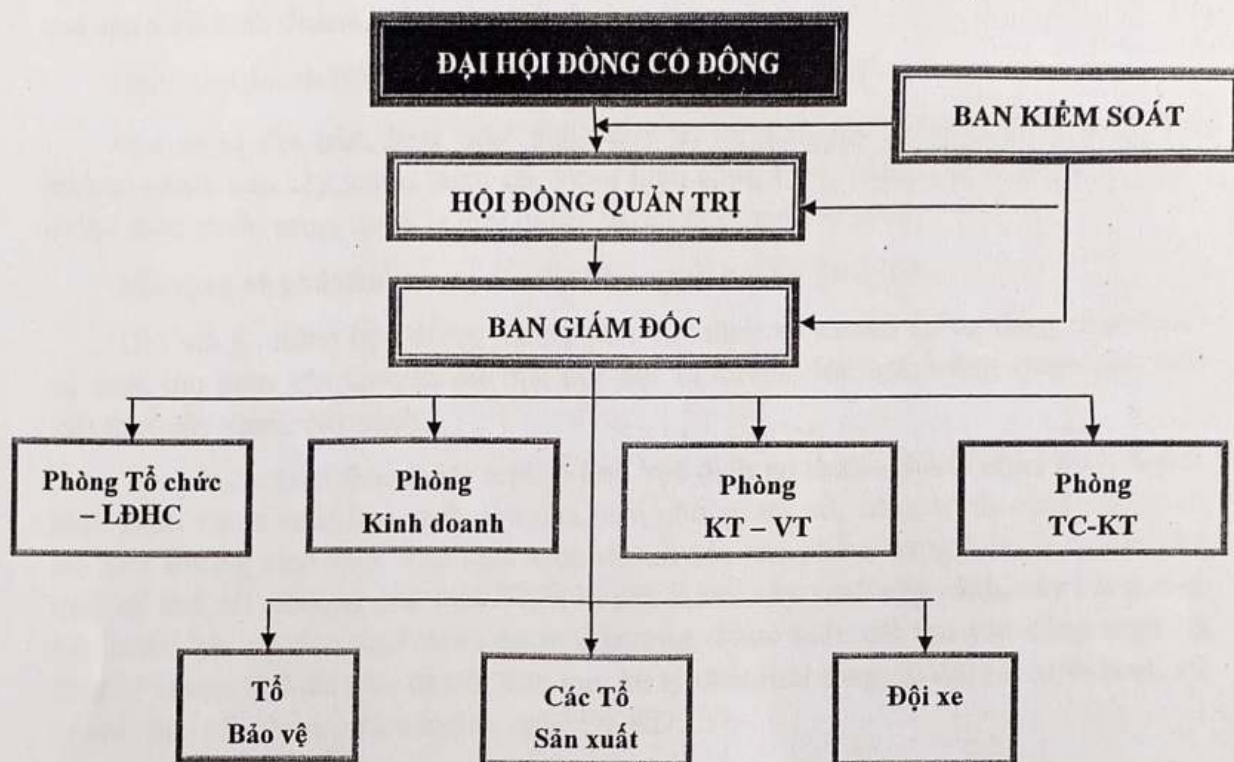 ĐẠI HỘI ĐỒNG CỔ ĐÔNG
BAN KIỂM SOÁT
HỘI ĐỒNG QUẢN TRỊ
BAN GIÁM ĐỐC
Phòng Tổ chức
– LĐHC
Phòng
Kinh doanh
Phòng
KT – VT
Phòng
TC-KT
Tổ
Bảo vệ
Các Tổ
Sản xuất
Đội xe